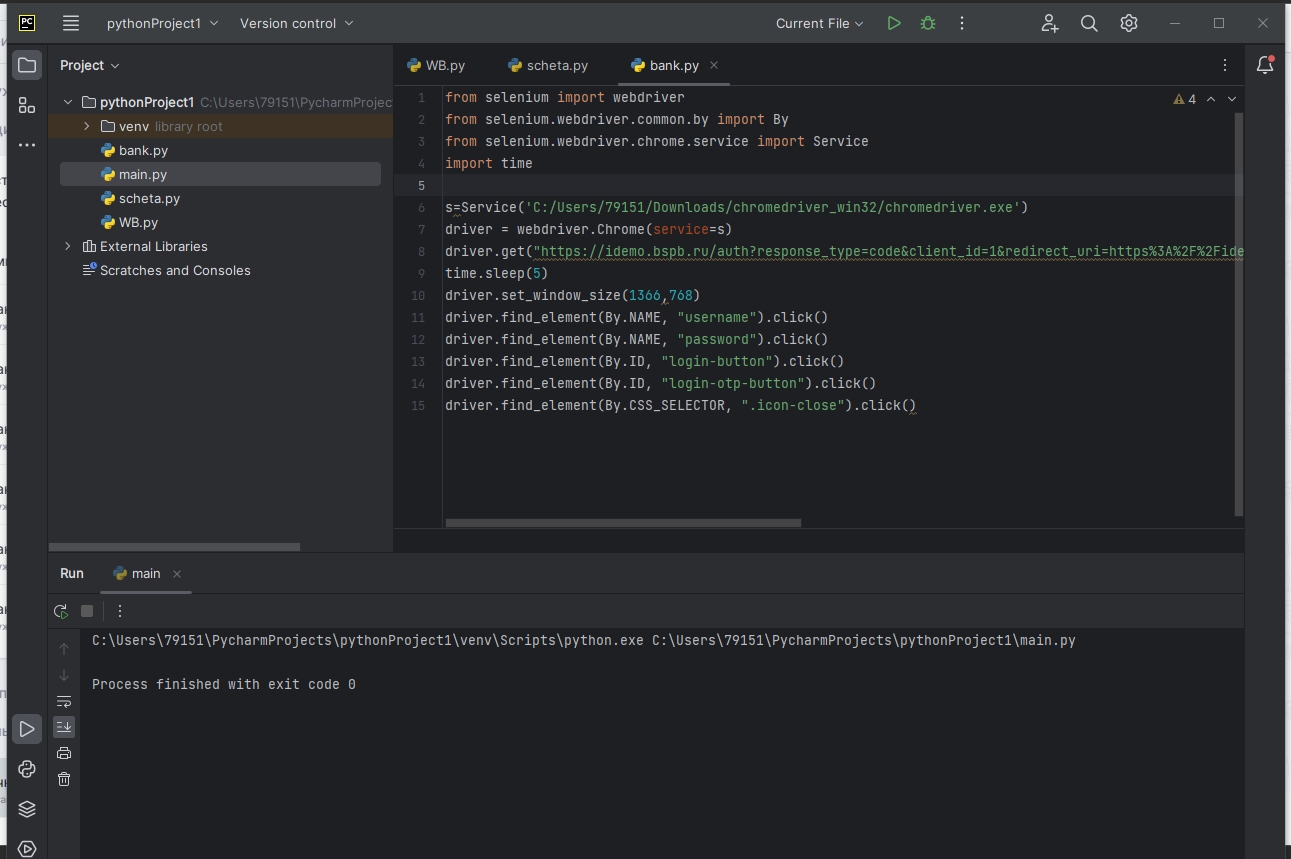 PC
pythonProject1
Version control
Current File
Project
WB.py
scheta.py
bank.py
pythonProject1 C:\Users\79151\PycharmProjec
venv library root
bank.py
main.py
scheta.py
WB.py
External Libraries
Scratches and Consoles
4
1 from selenium import webdriver
2 from selenium.webdriver.common.by import By
3 from selenium.webdriver.chrome.service import Service
4 import time
5
6 s=Service('C:/Users/79151/Downloads/chromedriver_win32/chromedriver.exe')
7 driver = webdriver.Chrome(service=s)
8 driver.get("https://idemo.bspb.ru/auth?response_type=code&client_id=1&redirect_uri=https%3A%2F%2Fide
9 time.sleep(5)
10 driver.set_window_size(1366,768)
11 driver.find_element(By.NAME, "username").click()
12 driver.find_element(By.NAME, "password").click()
13 driver.find_element(By.ID, "login-button").click()
14 driver.find_element(By.ID, "login-otp-button").click()
15 driver.find_element(By.CSS_SELECTOR, ".icon-close").click()
Run
main
C:\Users\79151\PycharmProjects\pythonProject1\venv\Scripts\python.exe C:\Users\79151\PycharmProjects\pythonProject1\main.py
Process finished with exit code 0